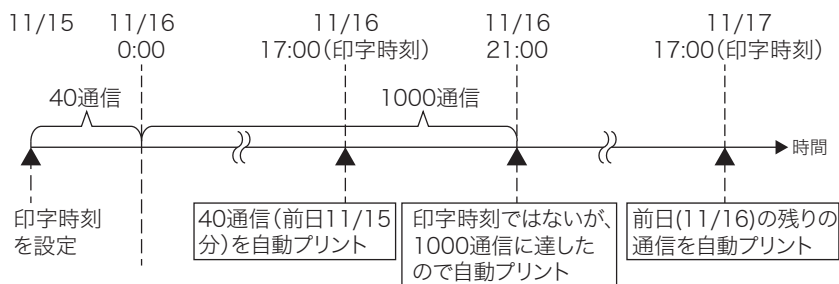 11/15
11/16
0:00
11/16
17:00(印字時刻)
11/16
21:00
11/17
17:00(印字時刻)
40通信
1000通信
時間
印字時刻
を設定
40通信(前日11/15
分)を自動プリント
印字時刻ではないが、
1000通信に達した
ので自動プリント
前日(11/16)の残りの
通信を自動プリント